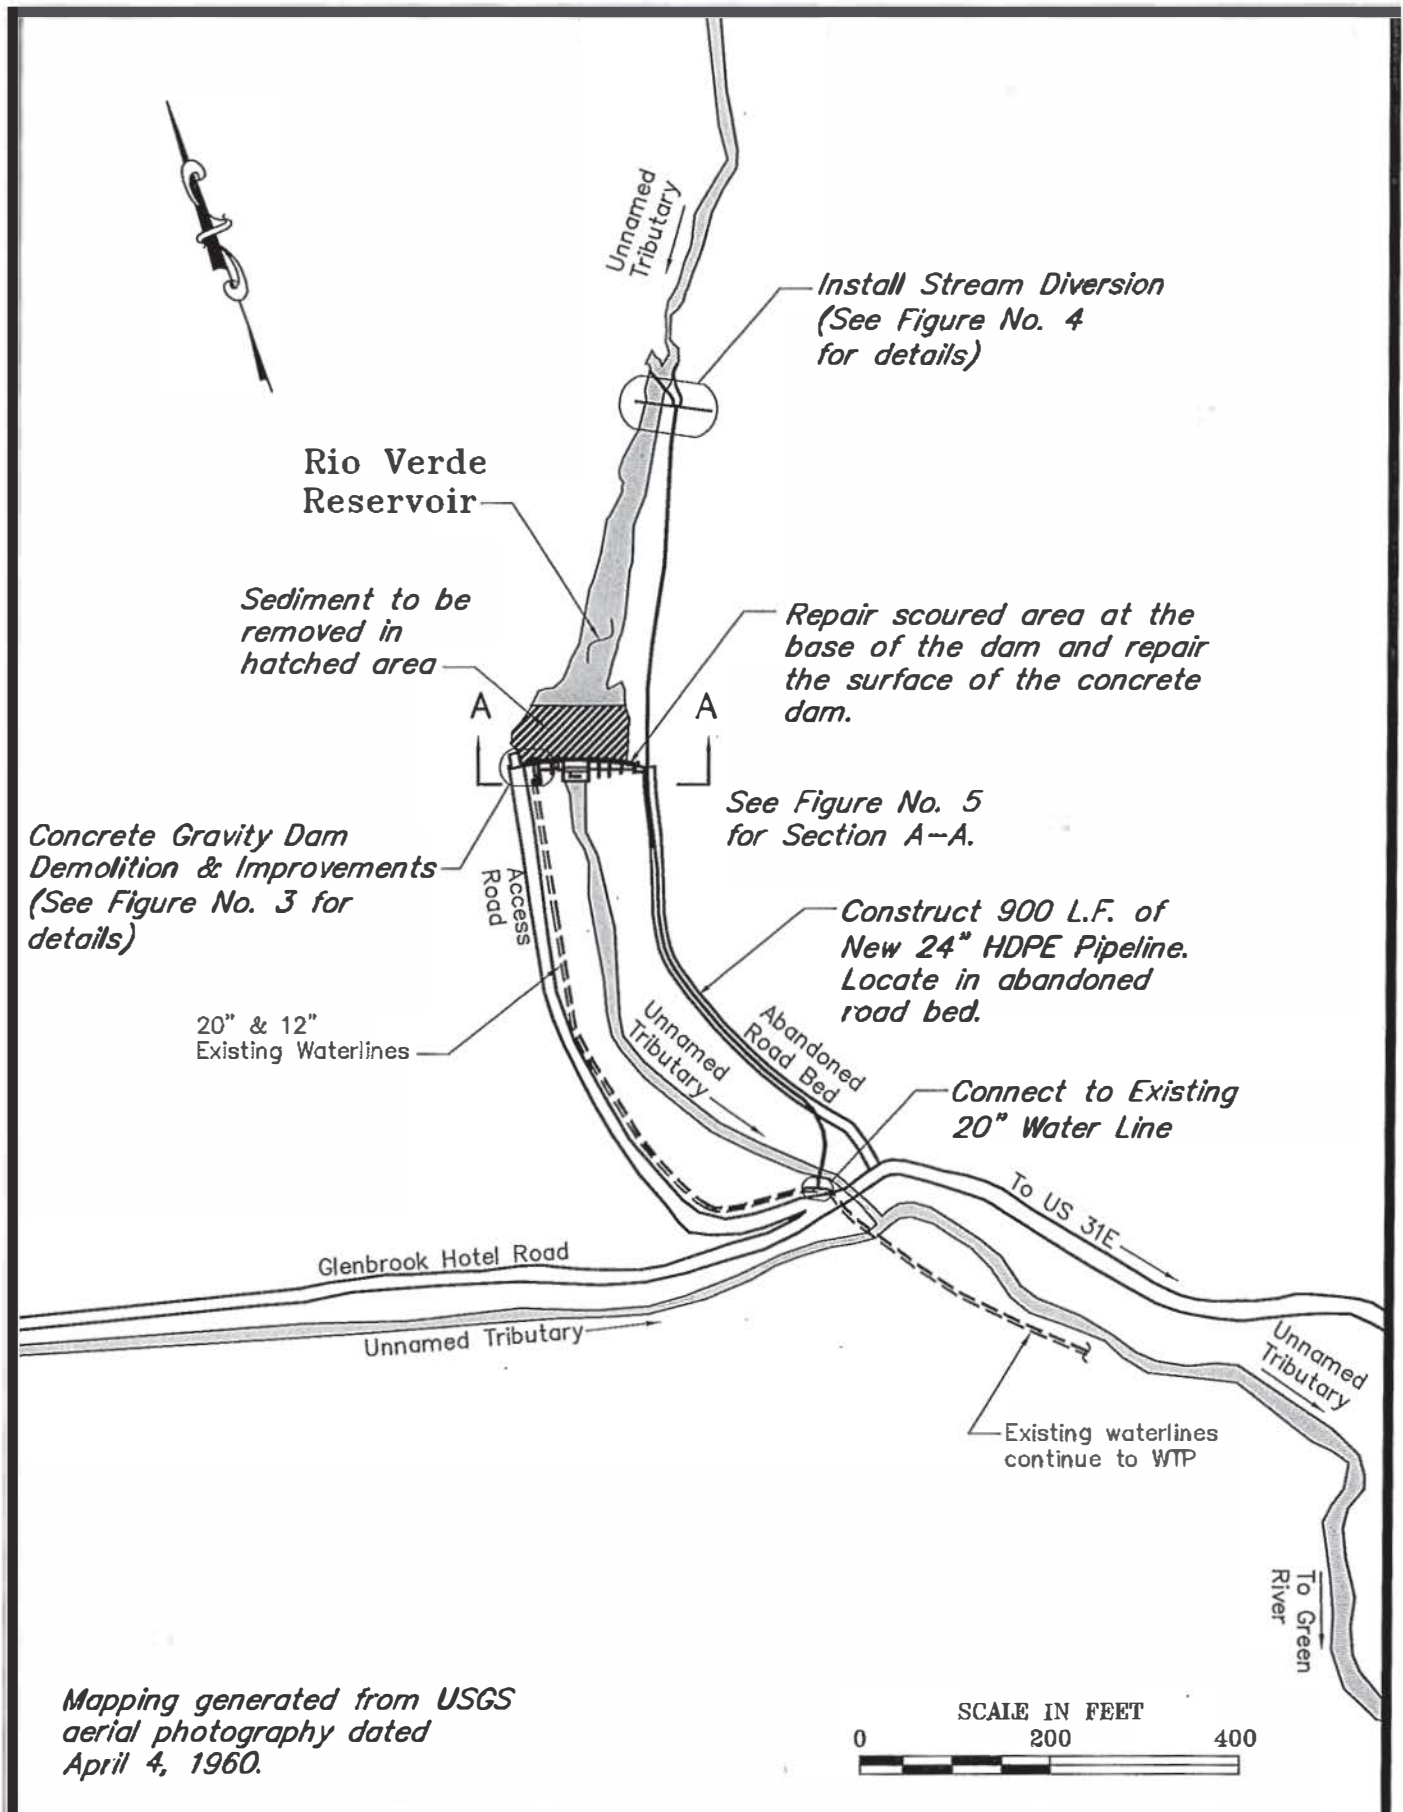 Unnamed
Tributary
Install Stream Diversion
(See Figure No. 4
for details)
Rio Verde
Reservoir
Sediment to be
removed in
hatched area
Repair scoured area at the
base of the dam and repair
the surface of the concrete
dam.
A
A
See Figure No. 5
for Section A-A.
Concrete Gravity Dam
Demolition & Improvements
(See Figure No. 3 for
details)
Access
Road
Construct 900 L.F. of
New 24" HDPE Pipeline.
Locate in abandoned
road bed.
20" & 12"
Existing Waterlines
Unnamed
Tributary
Abandoned
Road Bed
Connect to Existing
20" Water Line
To US 31E
Glenbrook Hotel Road
Unnamed Tributary
Unnamed
Tributary
Existing waterlines
continue to WTP
To Green
River
Mapping generated from USGS
aerial photography dated
April 4, 1960.
SCALE IN FEET
0 200 400